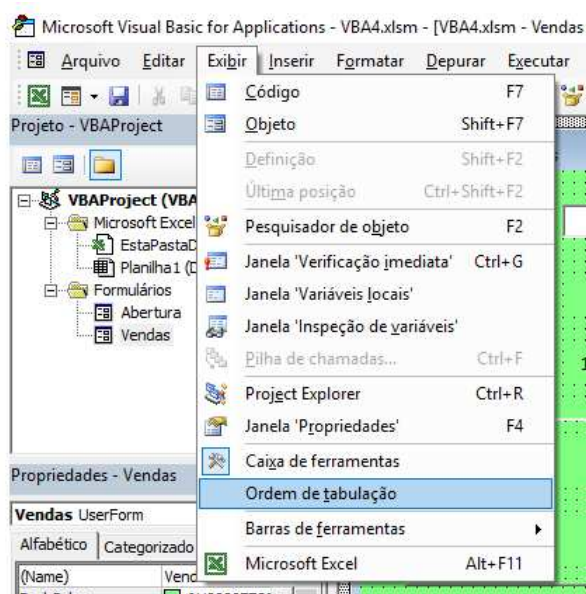 Microsoft Visual Basic for Applications - VBA4.xlsm - [VBA4.xlsm - Vendas
Arquivo Editar Exibir Inserir Formatar Depurar Executar
Projeto - VBAProject
VBAProject (VBA
Microsoft Excel
EstaPastaD
Planilha1 (
Formulários
Abertura
Vendas
Código F7
Objeto Shift+F7
Definição Shift+F2
Última posição Ctrl+Shift+F2
Pesquisador de objeto F2
Janela 'Verificação imediata' Ctrl+G
Janela 'Variáveis locais'
Janela 'Inspeção de variáveis'
Pilha de chamadas... Ctrl+F
Project Explorer Ctrl+R
Janela 'Propriedades' F4
Caixa de ferramentas
Ordem de tabulação
Barras de ferramentas
Microsoft Excel Alt+F11
Propriedades - Vendas
Vendas UserForm
Alfabético Categorizado
(Name) Vend